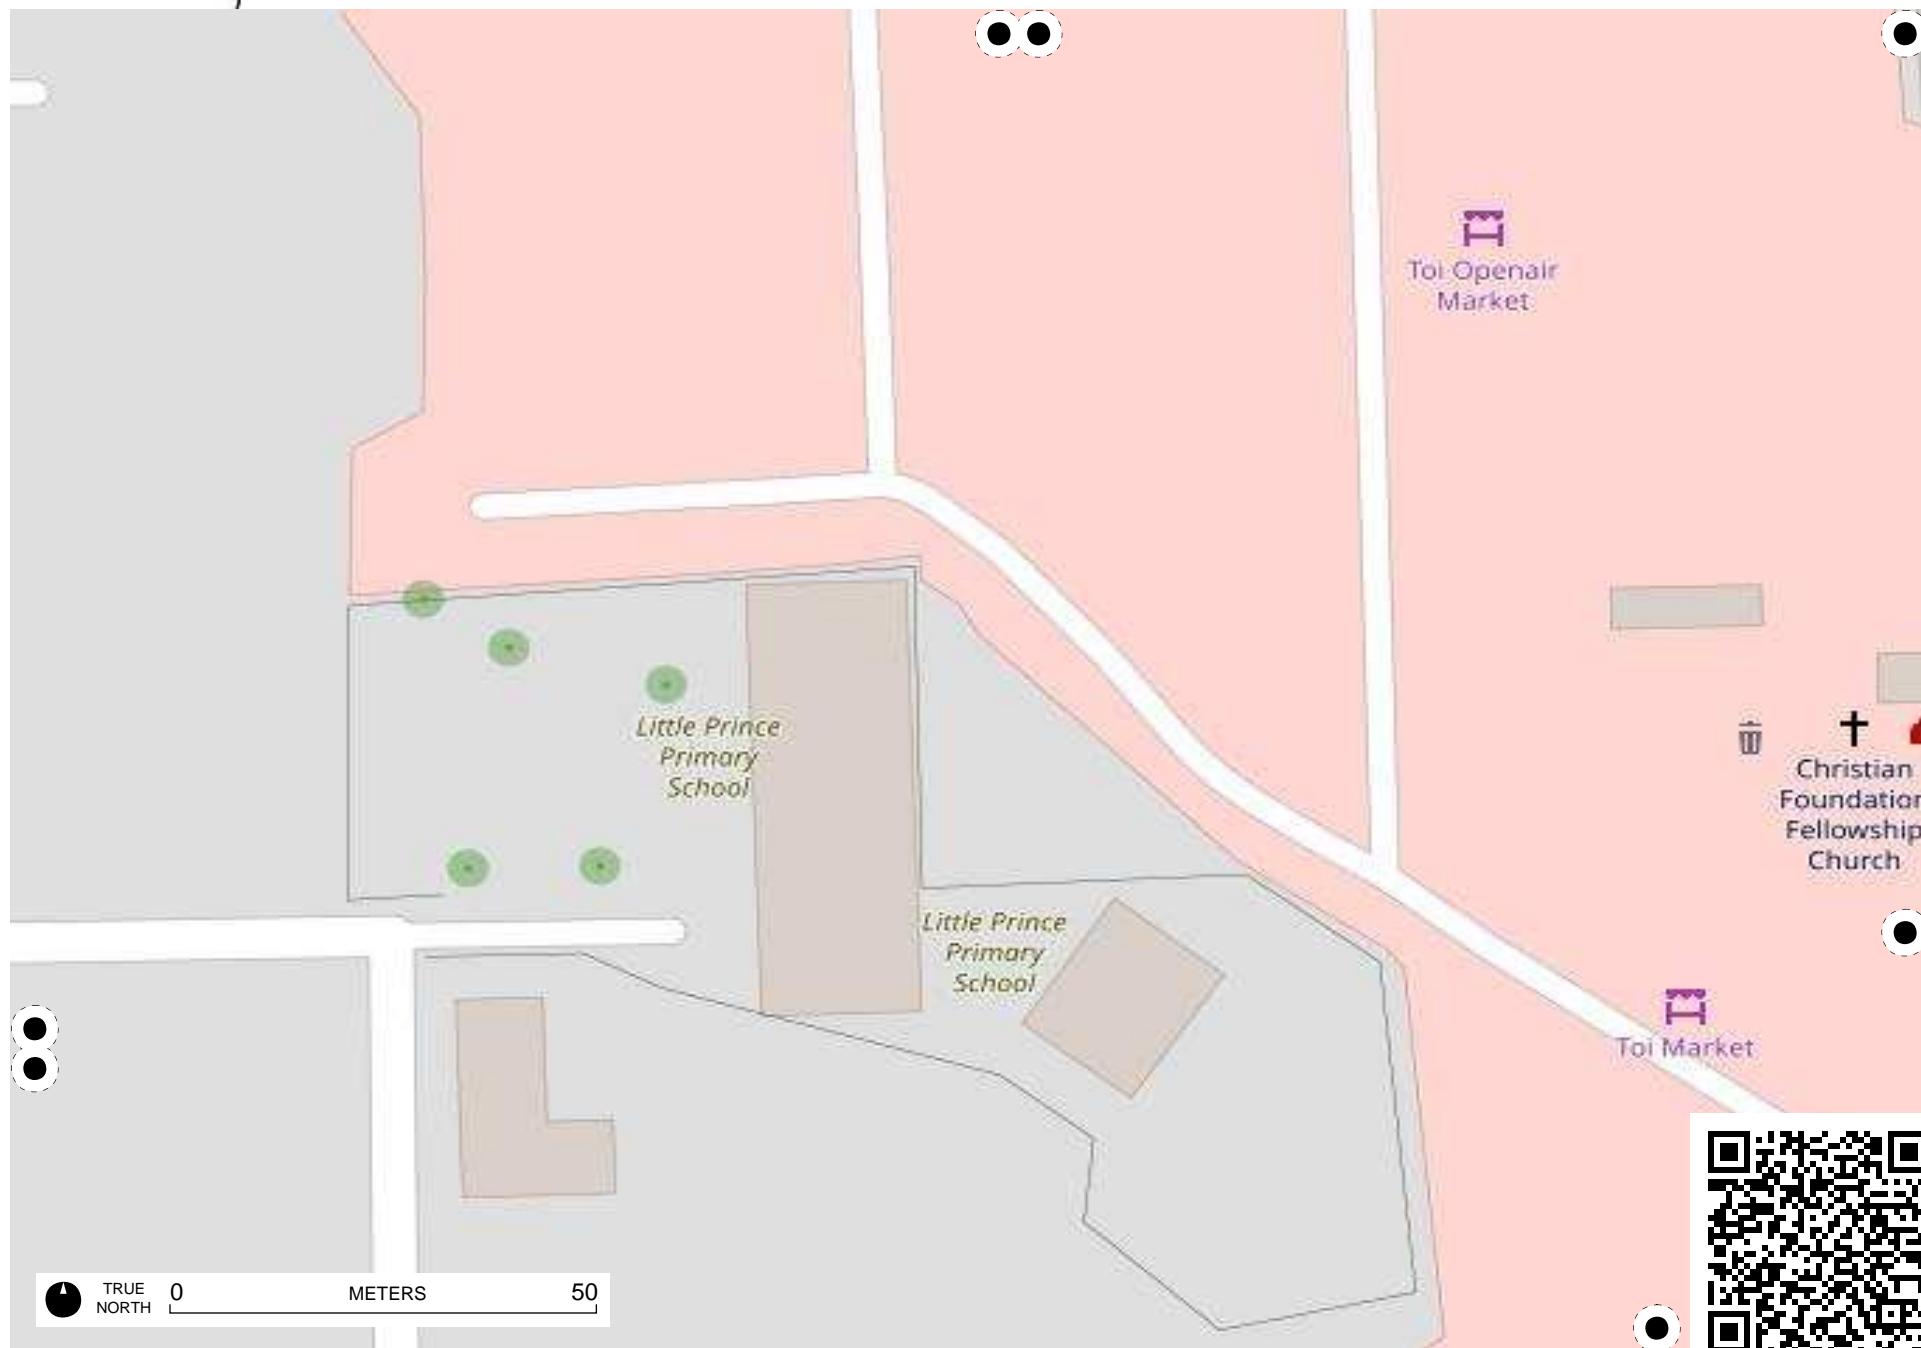 Toi Openair
Market
Little Prince
Primary
School
Christian
Foundation
Fellowship
Church
Little Prince
Primary
School
Toi Market
TRUE
NORTH
0 METERS 50